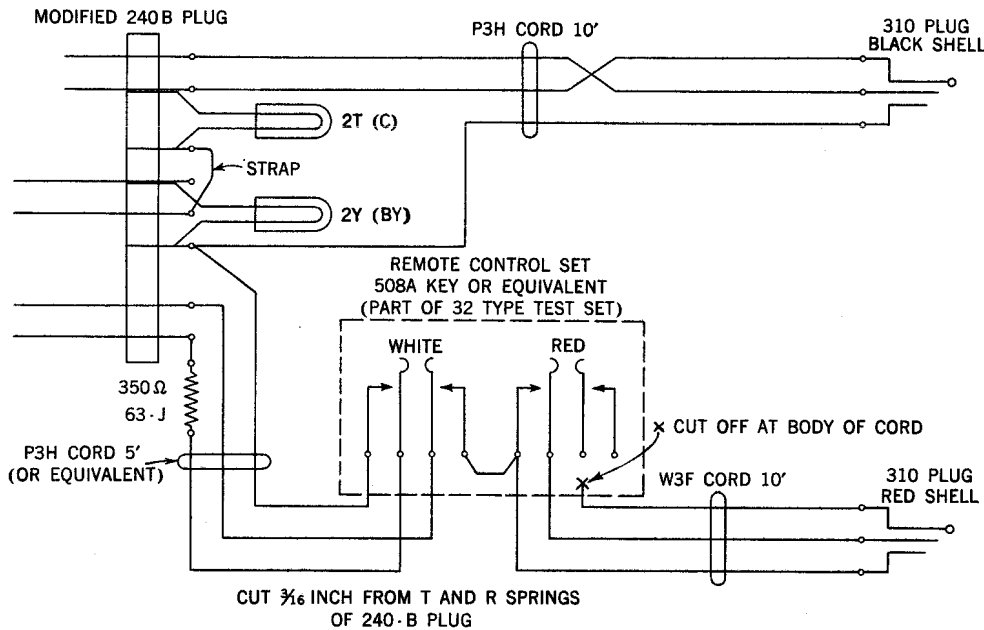 MODIFIED 240B PLUG
P3H CORD 10'
310 PLUG
BLACK SHELL
2T (C)
STRAP
2Y (BY)
REMOTE CONTROL SET
508A KEY OR EQUIVALENT
(PART OF 32 TYPE TEST SET)
WHITE
RED
350Ω
63-J
× CUT OFF AT BODY OF CORD
P3H CORD 5'
(OR EQUIVALENT)
W3F CORD 10'
310 PLUG
RED SHELL
CUT 3/16 INCH FROM T AND R SPRINGS
OF 240-B PLUG